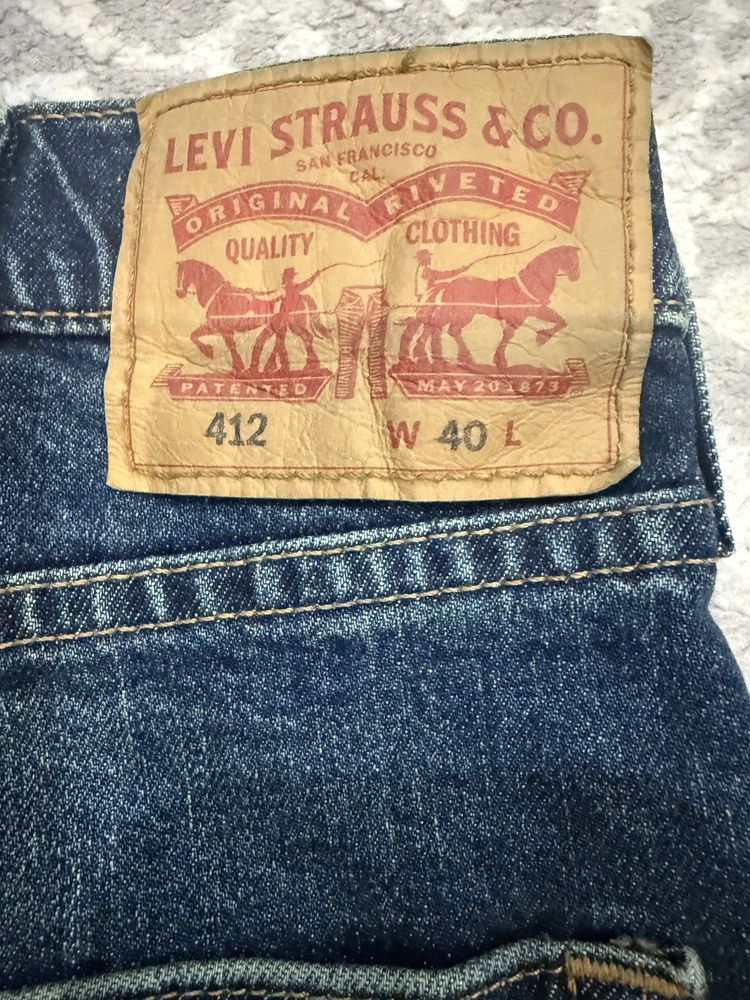 LEVI STRAUSS & CO.
SAN FRANCISCO
CAL.
ORIGINAL RIVETED
QUALITY CLOTHING
PATENTED MAY 20 1873
412 W 40 L